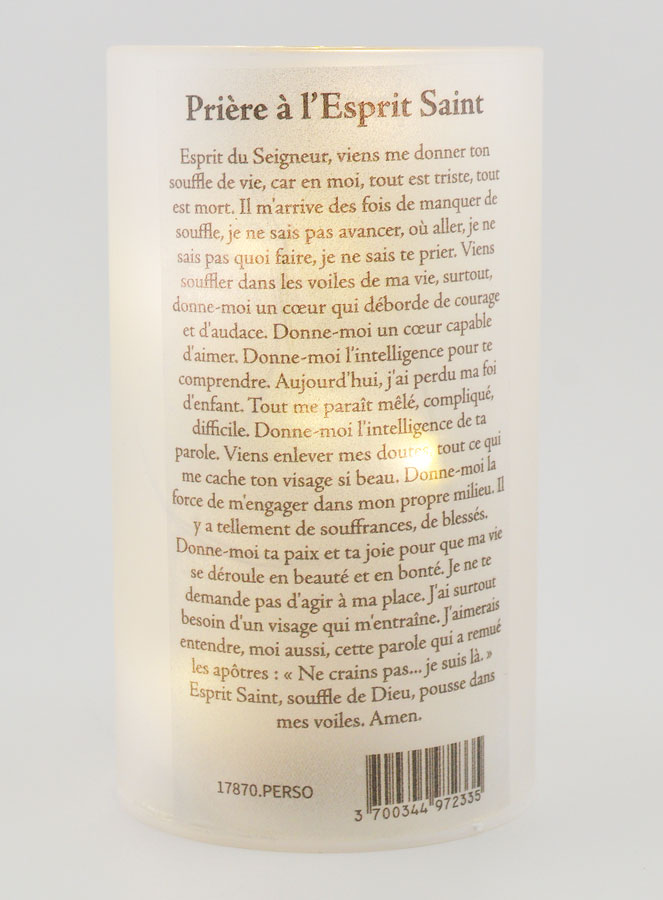 Prière à l'Esprit Saint
Esprit du Seigneur, viens me donner ton
souffle de vie, car en moi, tout est triste, tout
est mort. Il m'arrive des fois de manquer de
souffle, je ne sais pas avancer, où aller, je ne
sais pas quoi faire, je ne sais te prier. Viens
souffler dans les voiles de ma vie, surtout,
donne-moi un cœur qui déborde de courage
et d'audace. Donne-moi un cœur capable
d'aimer. Donne-moi l'intelligence pour te
comprendre. Aujourd'hui, j'ai perdu ma foi
d'enfant. Tout me paraît mêlé, compliqué,
difficile. Donne-moi l'intelligence de ta
parole. Viens enlever mes doutes, tout ce qui
me cache ton visage si beau. Donne-moi la
force de m'engager dans mon propre milieu. Il
y a tellement de souffrances, de blessés.
Donne-moi ta paix et ta joie pour que ma vie
se déroule en beauté et en bonté. Je ne te
demande pas d'agir à ma place. J'ai surtout
besoin d'un visage qui m'entraîne. J'aimerais
entendre, moi aussi, cette parole qui a remué
les apôtres : « Ne crains pas... je suis là. »
Esprit Saint, souffle de Dieu, pousse dans
mes voiles. Amen.
17870.PERSO
3 700344 972335